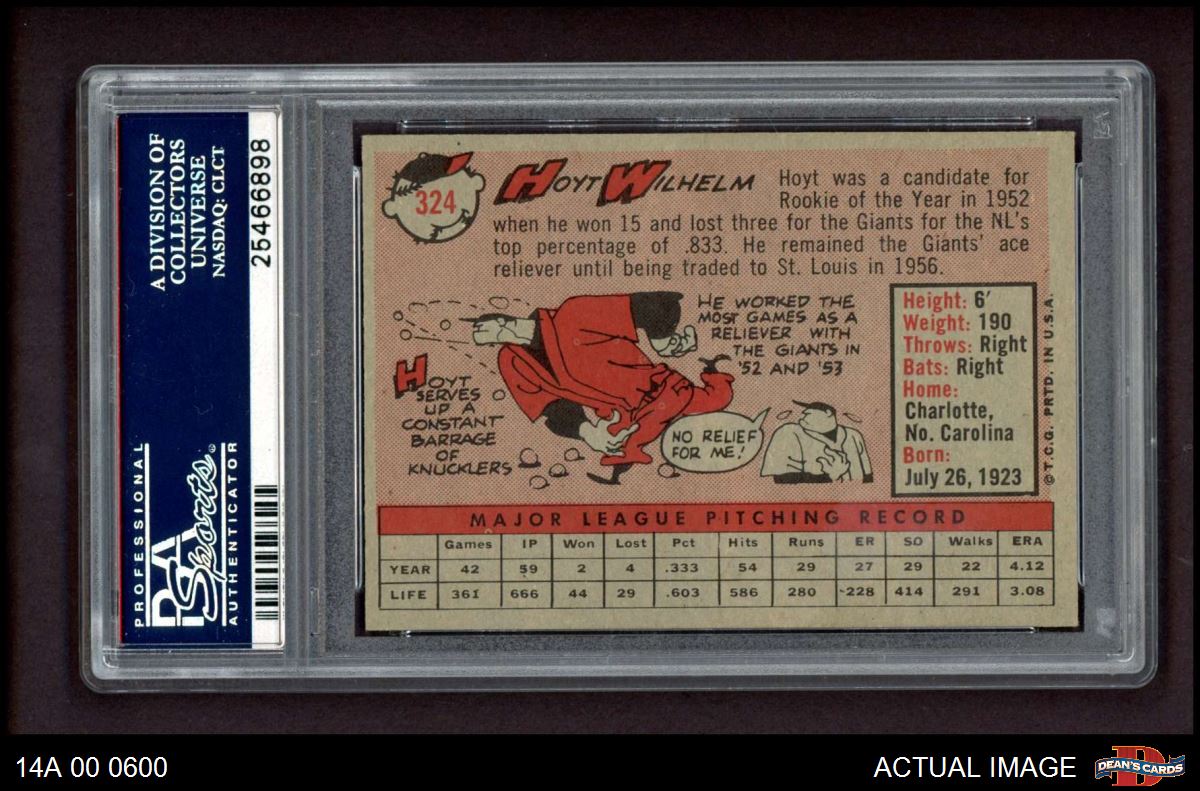 A DIVISION OF
COLLECTORS
UNIVERSE
NASDAQ: CLCT
25466898
PROFESSIONAL
PSA
Sports
AUTHENTICATOR
324
HOYT WILHELM
Hoyt was a candidate for
Rookie of the Year in 1952
when he won 15 and lost three for the Giants for the NL's
top percentage of .833. He remained the Giants' ace
reliever until being traded to St. Louis in 1956.
HE WORKED THE
MOST GAMES AS A
RELIEVER WITH
THE GIANTS IN
'52 AND '53
HOYT
SERVES
UP A
CONSTANT
BARRAGE
OF
KNUCKLERS
NO RELIEF
FOR ME!
Height: 6'
Weight: 190
Throws: Right
Bats: Right
Home:
Charlotte,
No. Carolina
Born:
July 26, 1923
© T.C.G. PRTD. IN U.S.A.
MAJOR LEAGUE PITCHING RECORD
Games IP Won Lost Pct Hits Runs ER SO Walks ERA
YEAR 42 59 2 4 .333 54 29 27 29 22 4.12
LIFE 361 666 44 29 .603 586 280 -228 414 291 3.08
14A 00 0600
ACTUAL IMAGE
D
DEAN'S CARDS